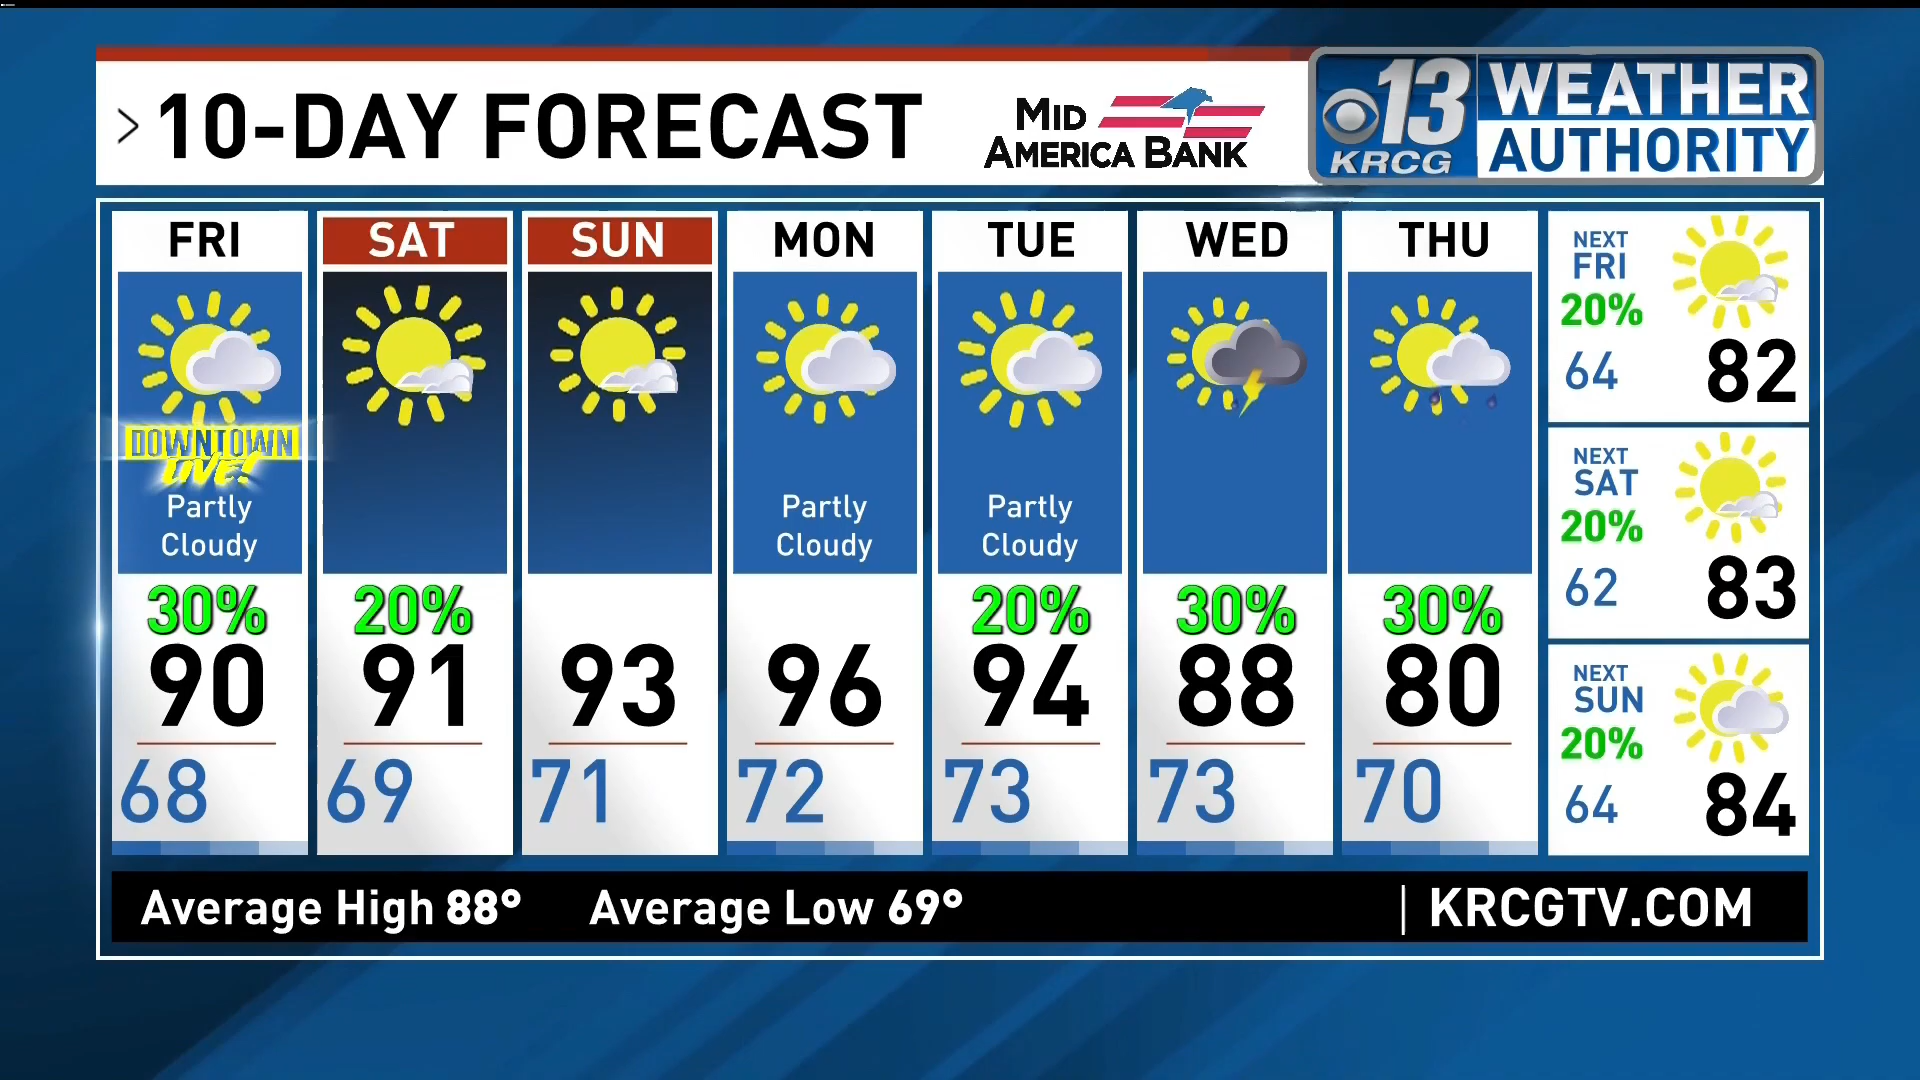 > 10-DAY FORECAST
MID
AMERICA BANK
13
KRCG
WEATHER
AUTHORITY
FRI
DOWNTOWN
LIVE!
Partly
Cloudy
30%
90
68
SAT
20%
91
69
SUN
93
71
MON
Partly
Cloudy
96
72
TUE
Partly
Cloudy
20%
94
73
WED
30%
88
73
THU
30%
80
70
NEXT
FRI
20%
64
82
NEXT
SAT
20%
62
83
NEXT
SUN
20%
64
84
Average High 88° Average Low 69° | KRCGTV.COM